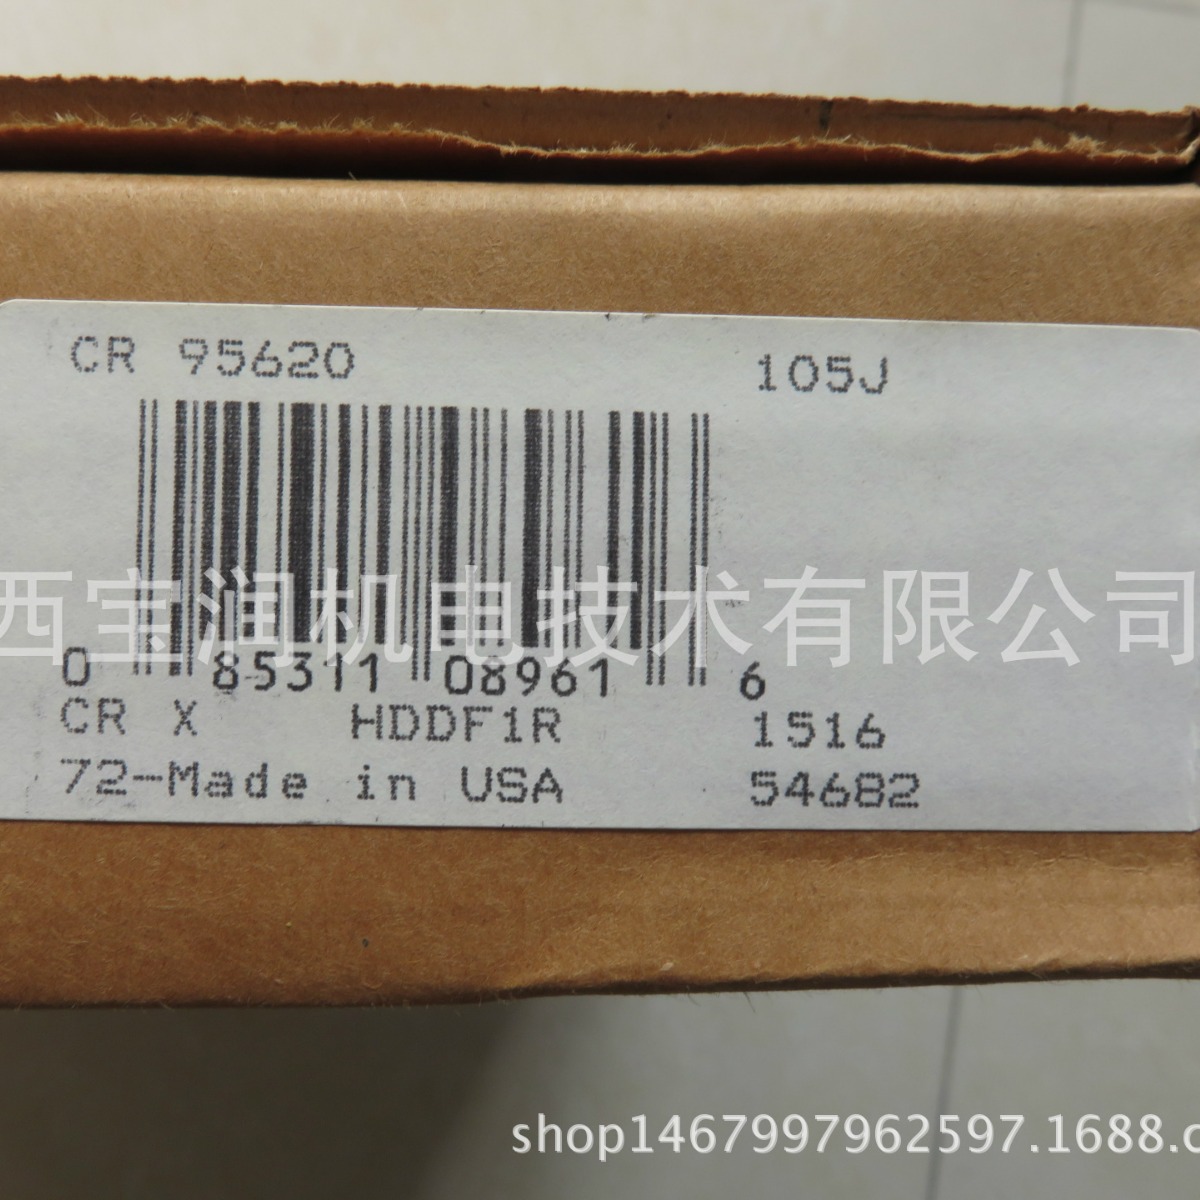 CR 95620 105J
西宝润机电技术有限公司
0 85311 08961 6
CR X HDDF1R 1516
72-Made in USA 54682
shop1467997962597.1688.c